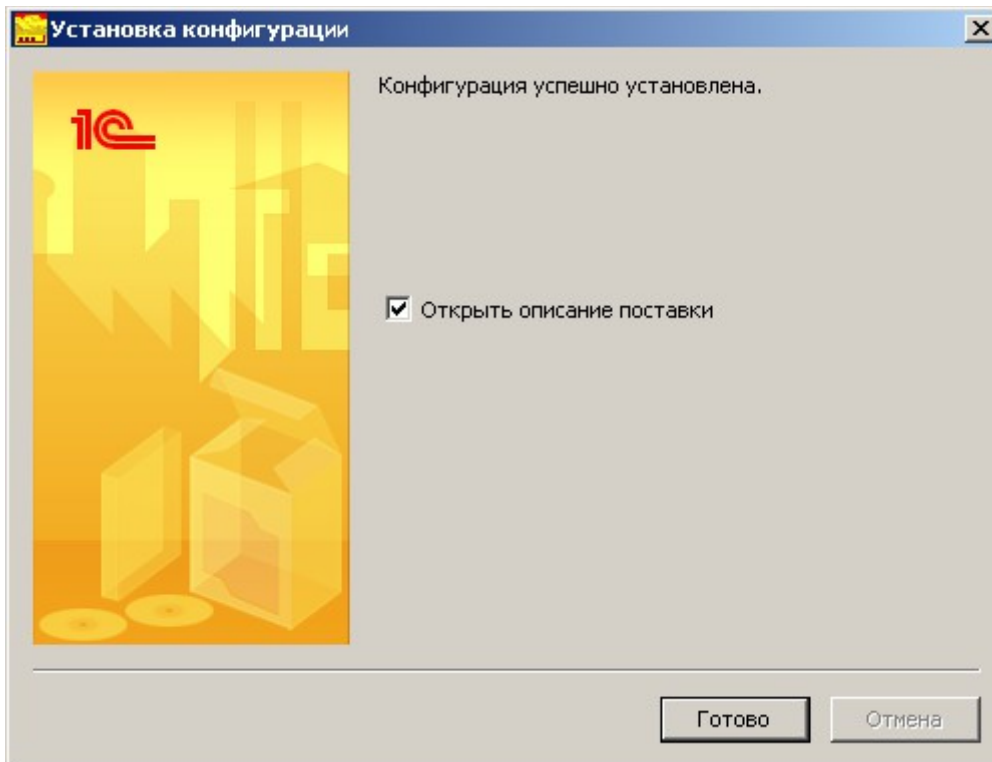 Установка конфигурации
1С
Конфигурация успешно установлена.
Открыть описание поставки
Готово
Отмена